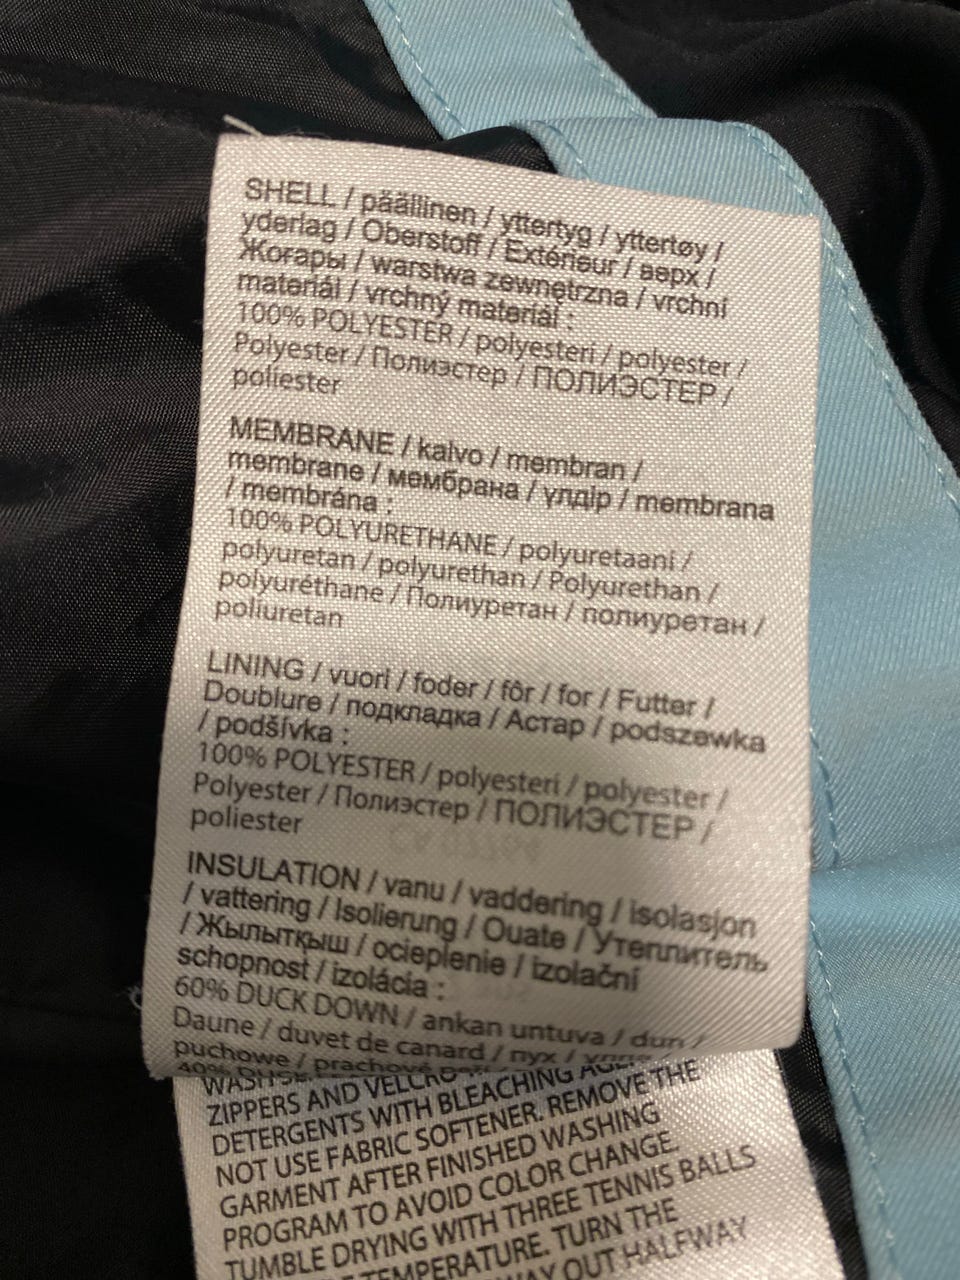 SHELL / päällinen / yttertyg / yttertøy /
yderlag / Oberstoff / Extérieur / верх /
Жоғары / warstwa zewnętrzna / vrchní
materiál / vrchný materiál :
100% POLYESTER / polyesteri / polyester /
Polyester / Полиэстер / ПОЛИЭСТЕР /
poliester
MEMBRANE / kalvo / membran /
membrane / мембрана / үлдір / membrana
/ membrána :
100% POLYURETHANE / polyuretaani /
polyuretan / polyurethan / Polyurethan /
polyuréthane / Полиуретан / полиуретан /
poliuretan
LINING / vuori / foder / fôr / for / Futter /
Doublure / подкладка / Астар / podszewka
/ podšívka :
100% POLYESTER / polyesteri / polyester /
Polyester / Полиэстер / ПОЛИЭСТЕР /
poliester
INSULATION / vanu / vaddering / isolasjon
/ vattering / Isolierung / Ouate / Утеплитель
/ Жылытқыш / ocieplenie / izolační
schopnost / izolácia :
60% DUCK DOWN / ankan untuva / dun /
Daune / duvet de canard / пух /
puchowe / prachové
40%
ZIPPERS AND VELCRO
DETERGENTS WITH BLEACHING
NOT USE FABRIC SOFTENER. REMOVE THE
GARMENT AFTER FINISHED WASHING
PROGRAM TO AVOID COLOR CHANGE.
TUMBLE DRYING WITH THREE TENNIS BALLS
TEMPERATURE. TURN THE
WAY OUT HALFWAY